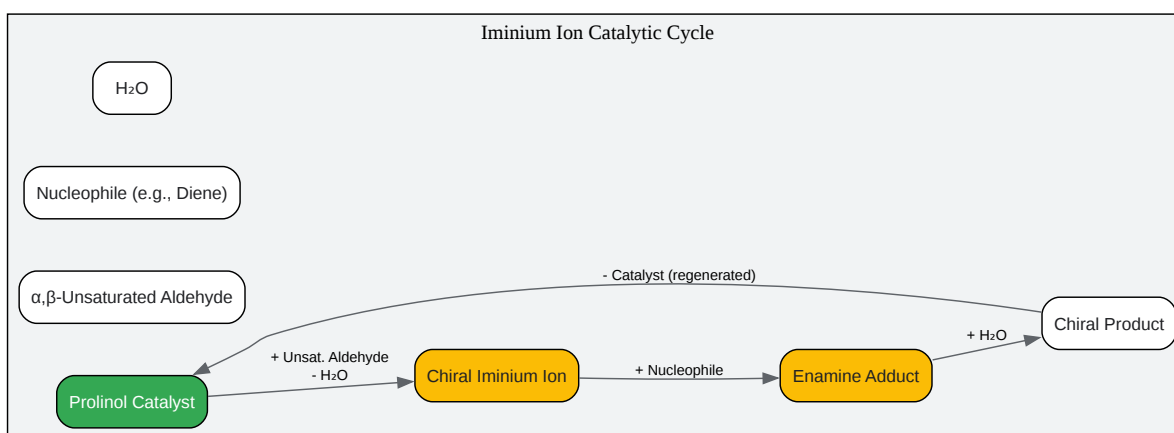 Iminium Ion Catalytic Cycle
H₂O
Nucleophile (e.g., Diene)
α,β-Unsaturated Aldehyde
- Catalyst (regenerated)
Chiral Product
+ H₂O
+ Unsat. Aldehyde
- H₂O
Prolinol Catalyst
Chiral Iminium Ion
+ Nucleophile
Enamine Adduct